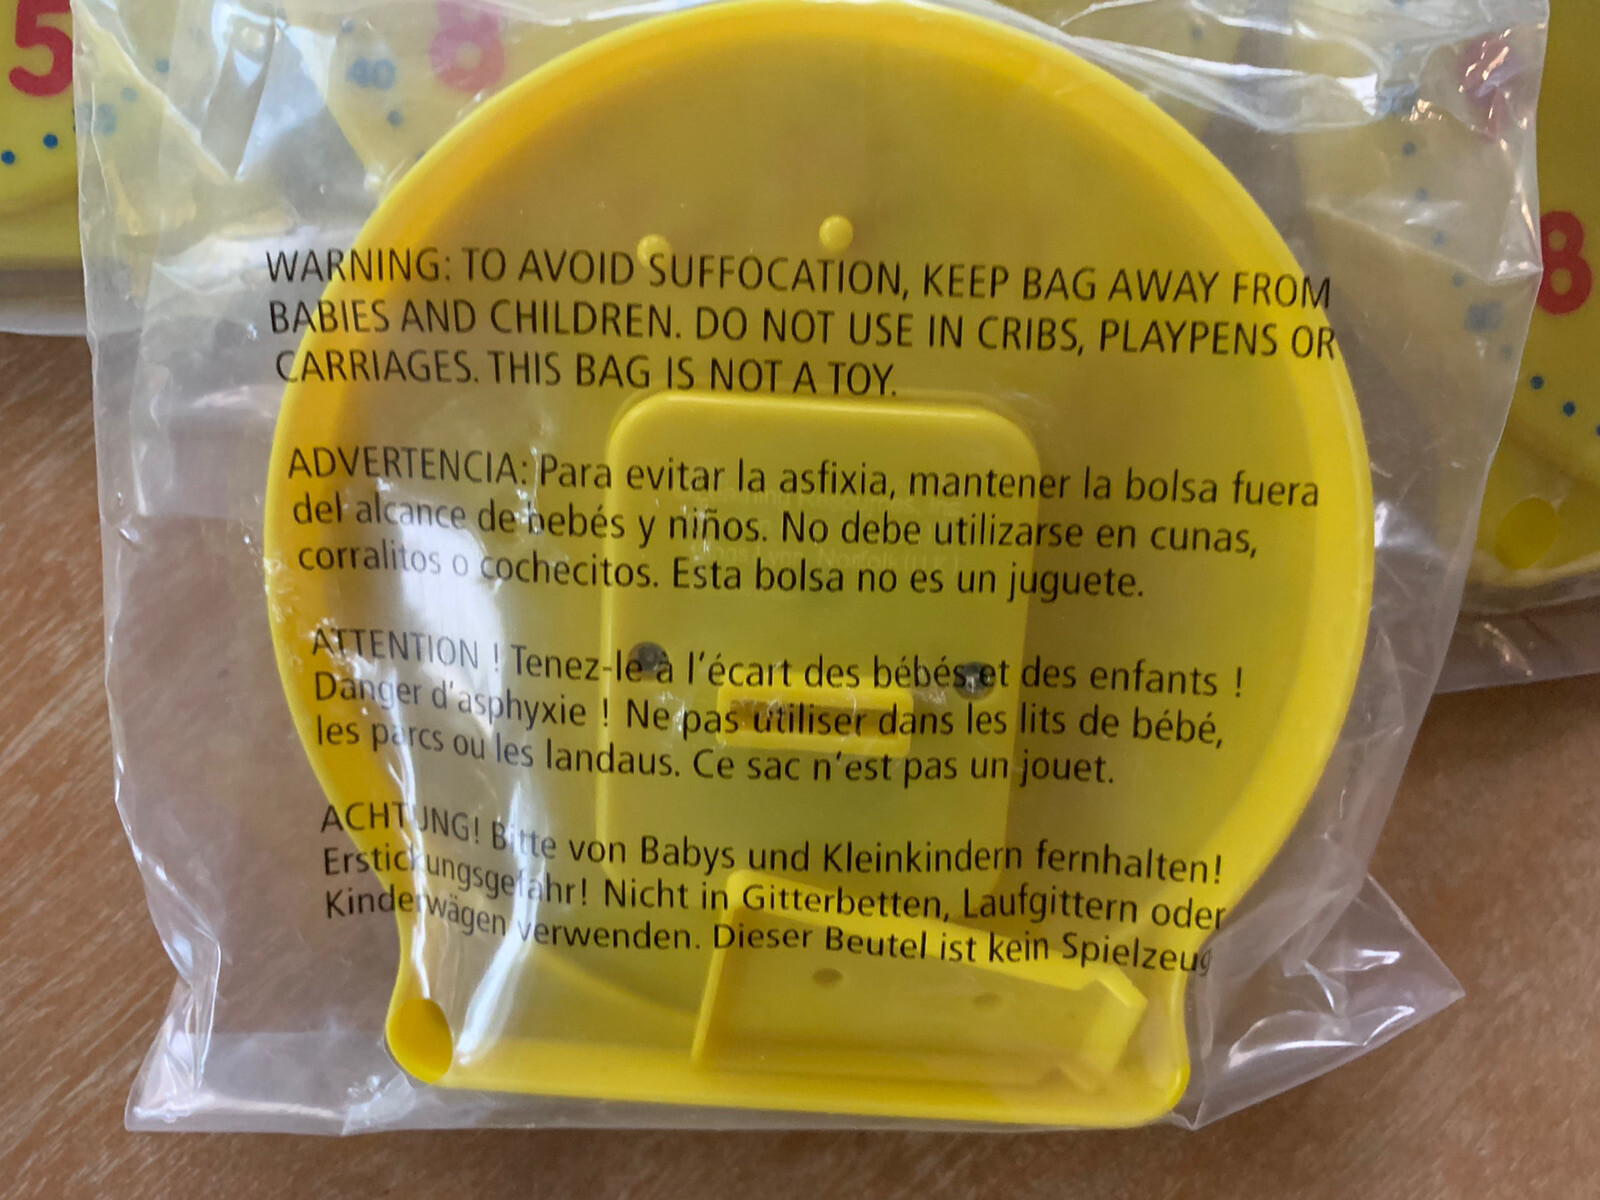 5
40
8
8
WARNING: TO AVOID SUFFOCATION, KEEP BAG AWAY FROM
BABIES AND CHILDREN. DO NOT USE IN CRIBS, PLAYPENS OR
CARRIAGES. THIS BAG IS NOT A TOY.
ADVERTENCIA: Para evitar la asfixia, mantener la bolsa fuera
del alcance de bebés y niños. No debe utilizarse en cunas,
corralitos o cochecitos. Esta bolsa no es un juguete.
ATTENTION ! Tenez-le à l'écart des bébés et des enfants !
Danger d'asphyxie ! Ne pas utiliser dans les lits de bébé,
les parcs ou les landaus. Ce sac n'est pas un jouet.
ACHTUNG! Bitte von Babys und Kleinkindern fernhalten!
Erstickungsgefahr! Nicht in Gitterbetten, Laufgittern oder
Kinderwägen verwenden. Dieser Beutel ist kein Spielzeug